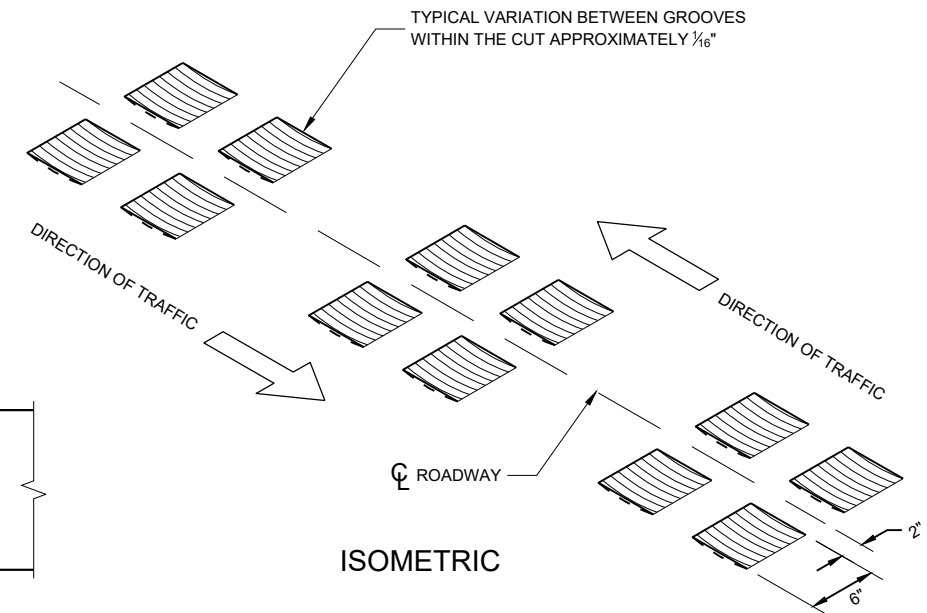 TYPICAL VARIATION BETWEEN GROOVES
WITHIN THE CUT APPROXIMATELY 1/16"
DIRECTION OF TRAFFIC
DIRECTION OF TRAFFIC
℄ ROADWAY
2"
6"
ISOMETRIC